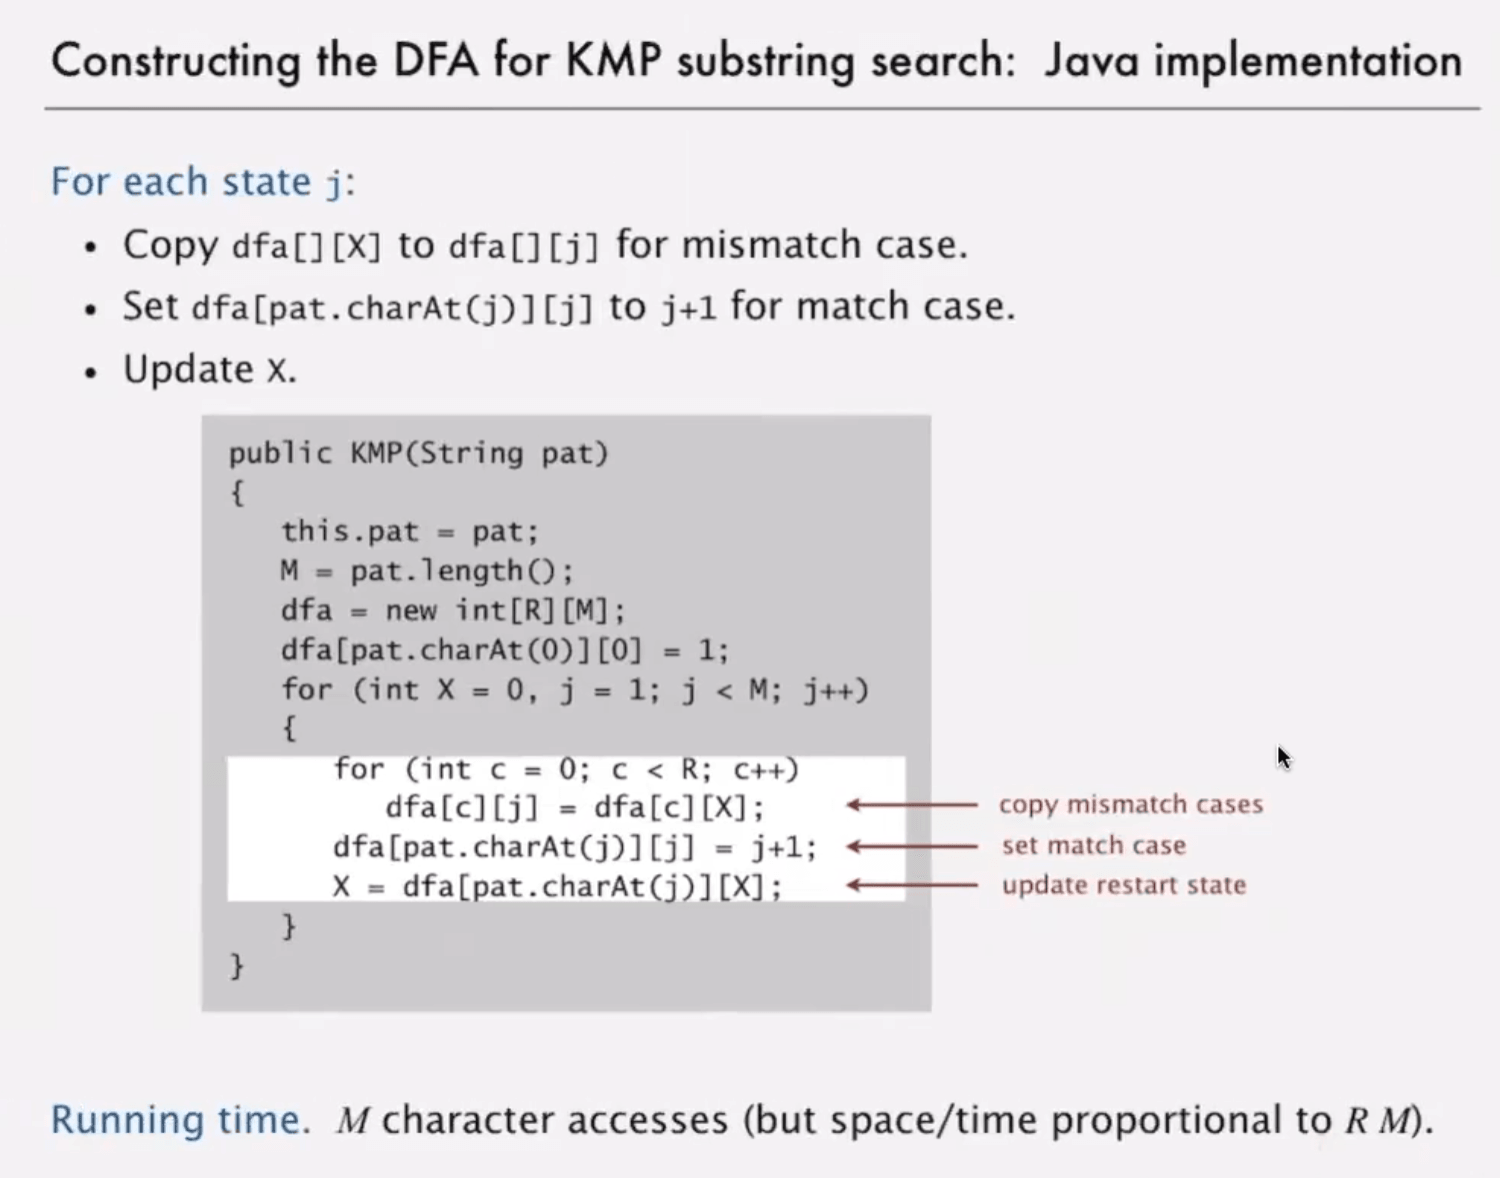 Constructing the DFA for KMP substring search: Java implementation
For each state j:
• Copy dfa[][X] to dfa[][j] for mismatch case.
• Set dfa[pat.charAt(j)][j] to j+1 for match case.
• Update X.
public KMP(String pat)
{
this.pat = pat;
M = pat.length();
dfa = new int[R][M];
dfa[pat.charAt(0)][0] = 1;
for (int X = 0, j = 1; j < M; j++)
{
for (int c = 0; c < R; c++)
dfa[c][j] = dfa[c][X]; copy mismatch cases
dfa[pat.charAt(j)][j] = j+1; set match case
X = dfa[pat.charAt(j)][X]; update restart state
}
}
Running time. M character accesses (but space/time proportional to R M).